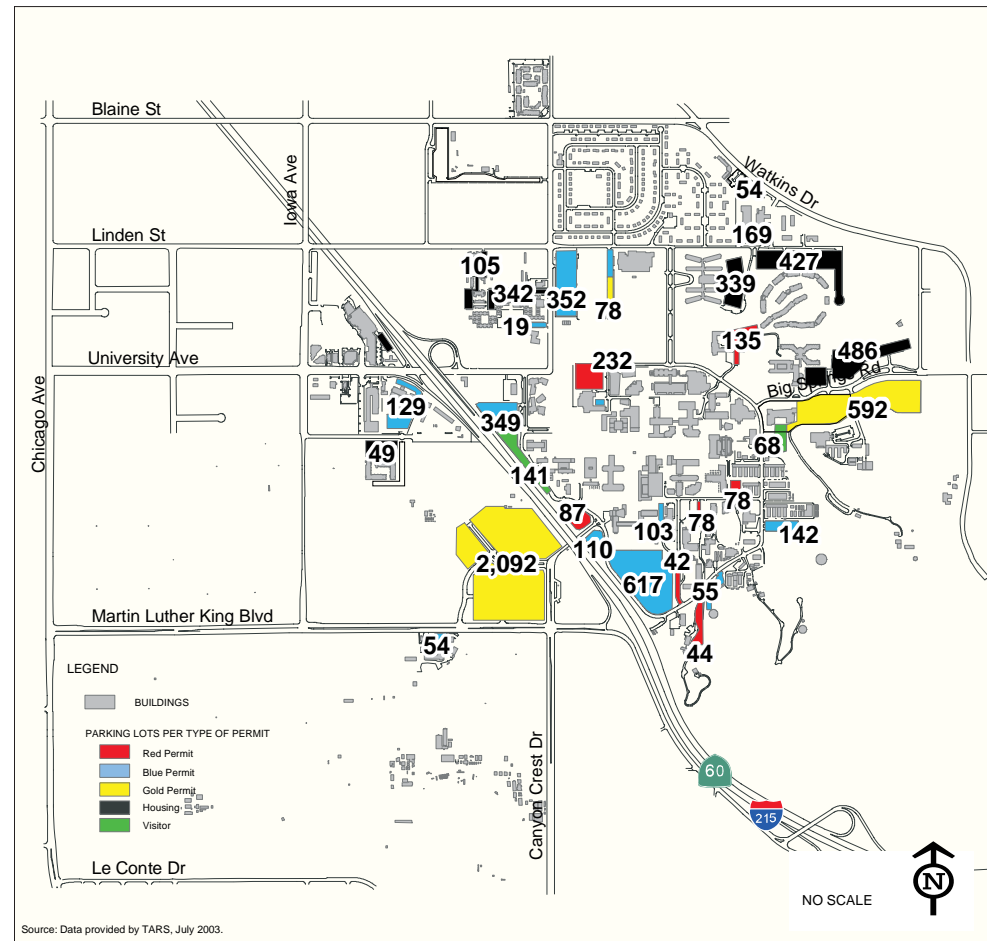 Blaine St
Iowa Ave
Watkins Dr
54
Linden St
169
105
427
342
352
339
78
19
135
University Ave
232
486
Big Springs Rd
592
129
349
68
Chicago Ave
49
141
78
87
103
78
142
110
2,092
42
617
55
Martin Luther King Blvd
54
44
LEGEND
BUILDINGS
PARKING LOTS PER TYPE OF PERMIT
Red Permit
Blue Permit
Gold Permit
Housing
Visitor
60
215
Canyon Crest Dr
Le Conte Dr
N
NO SCALE
Source: Data provided by TARS, July 2003.